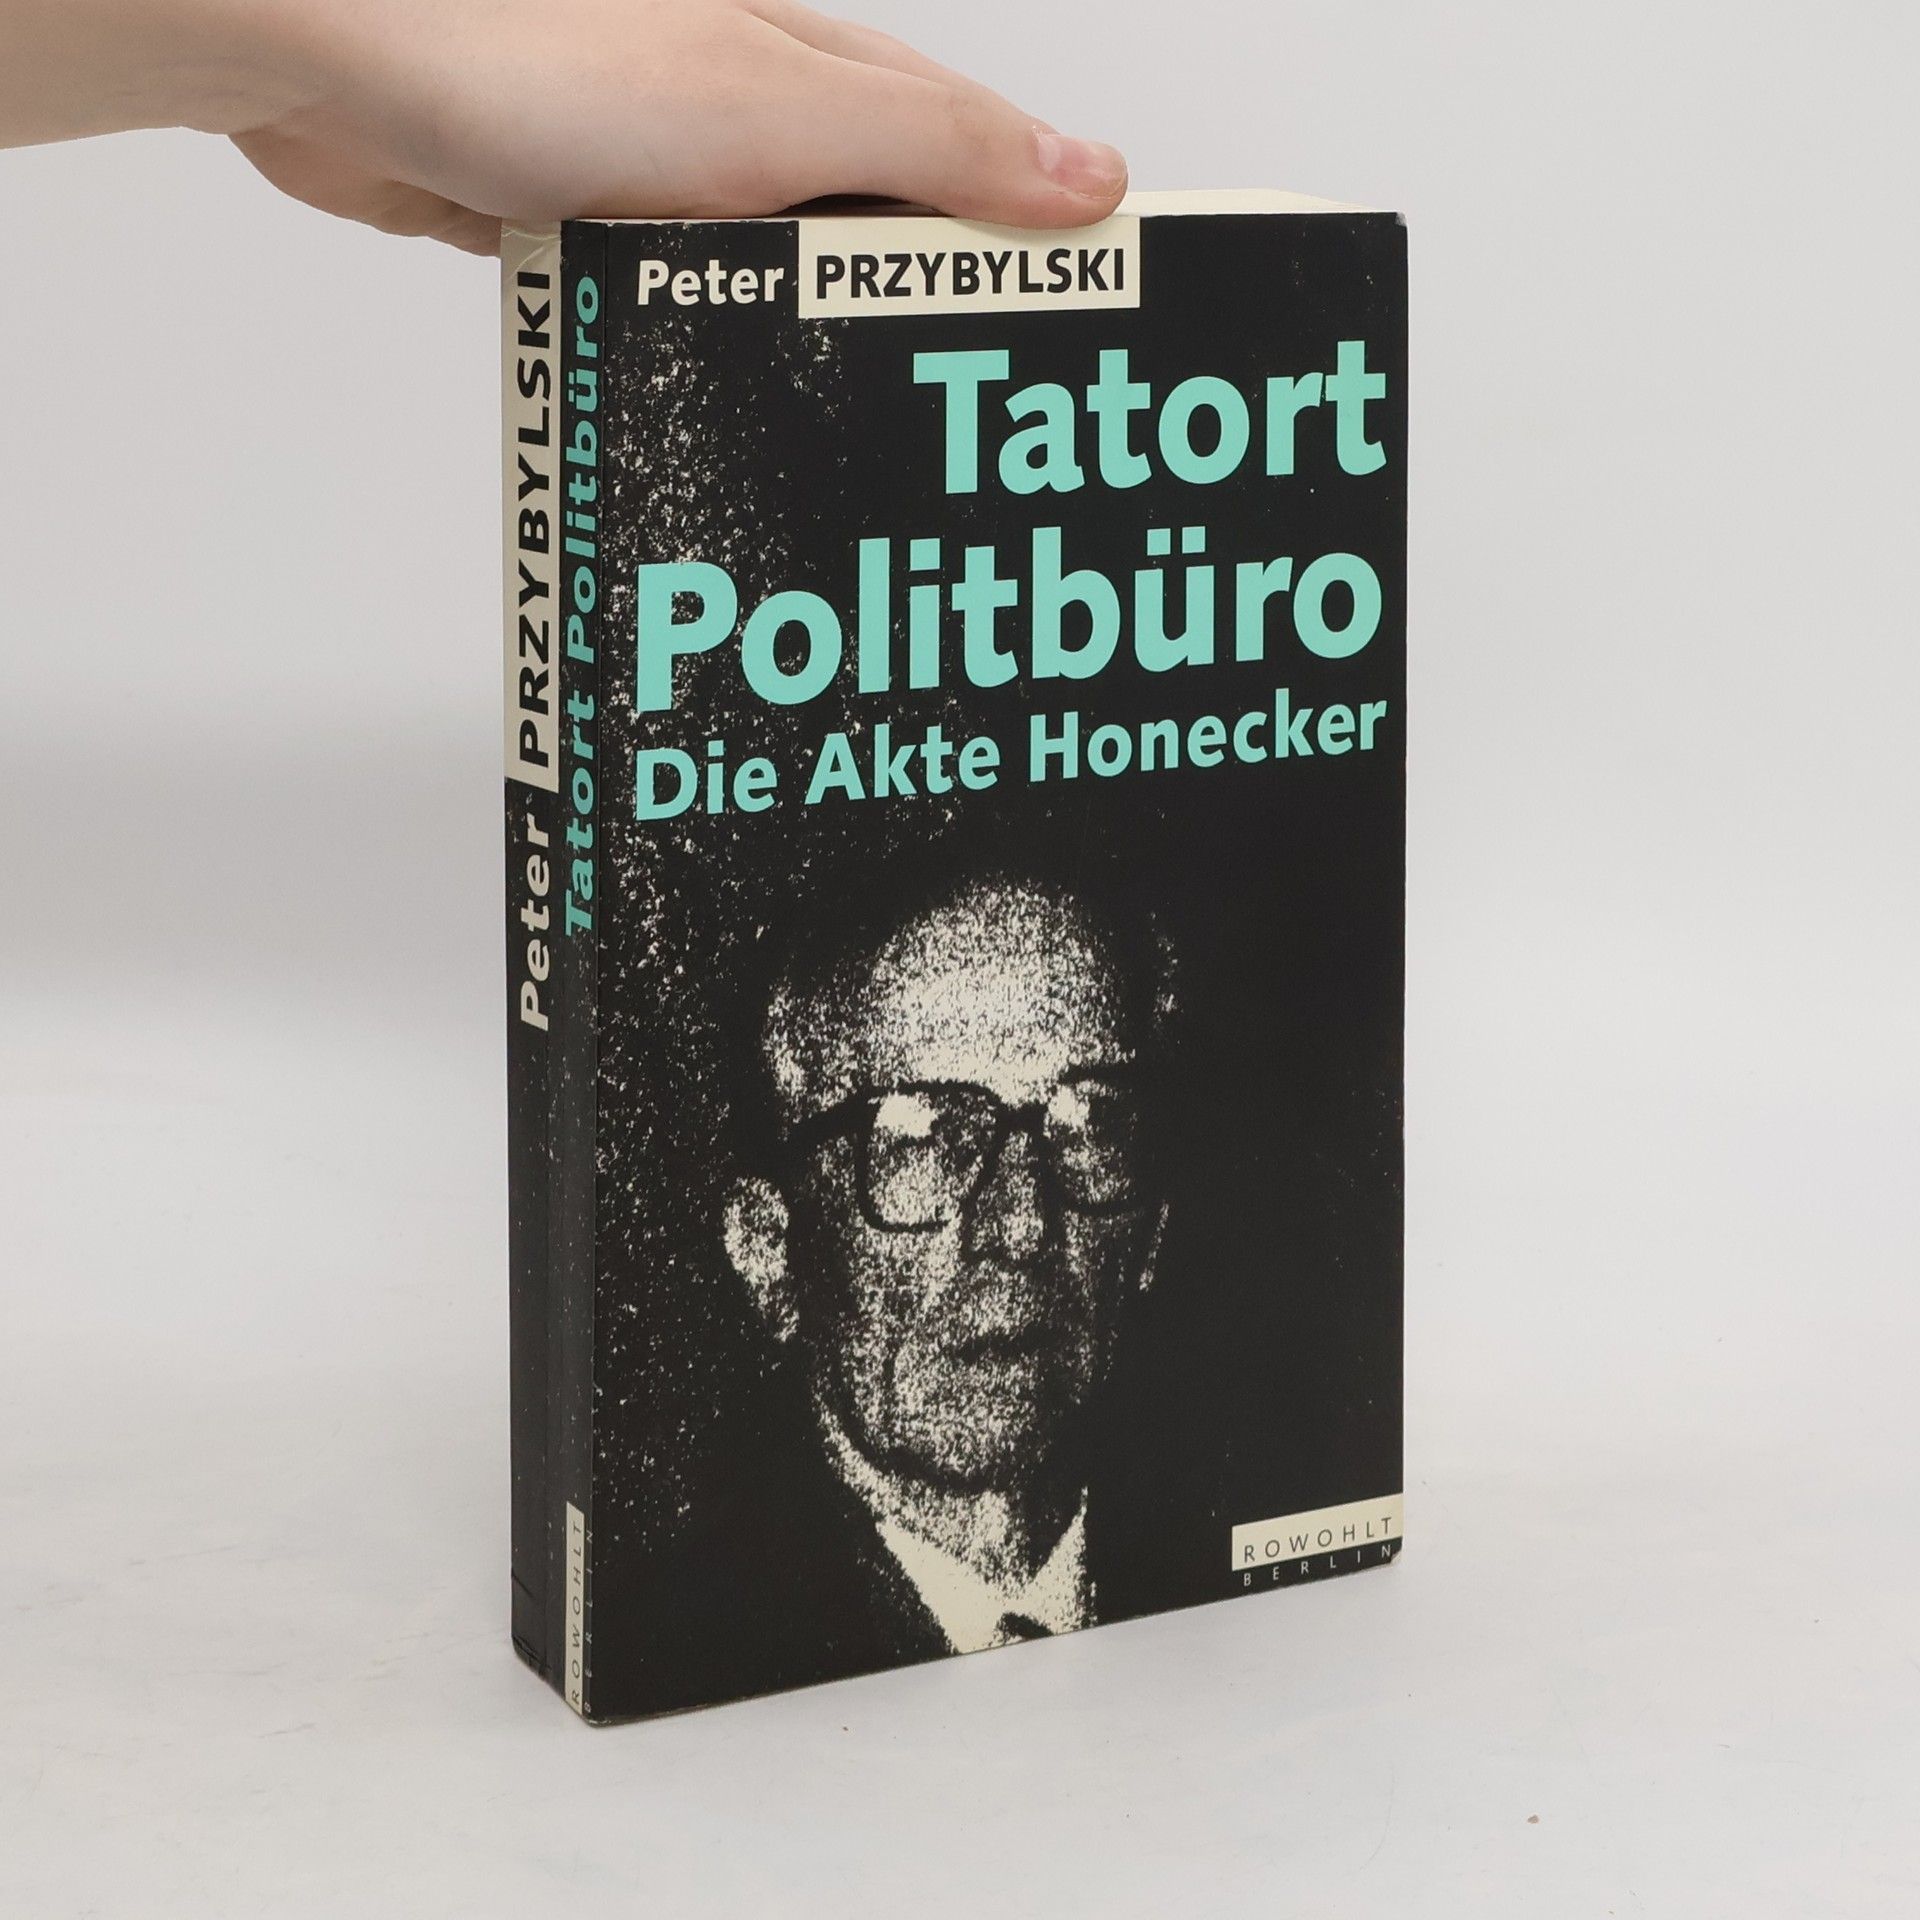 Peter PRZYBYLSKI
Tatort
Politbüro
Die Akte Honecker
ROWOHLT
BERLIN
Peter PRZYBYLSKI
Tatort Politbüro
ROWOHLT
BERLIN